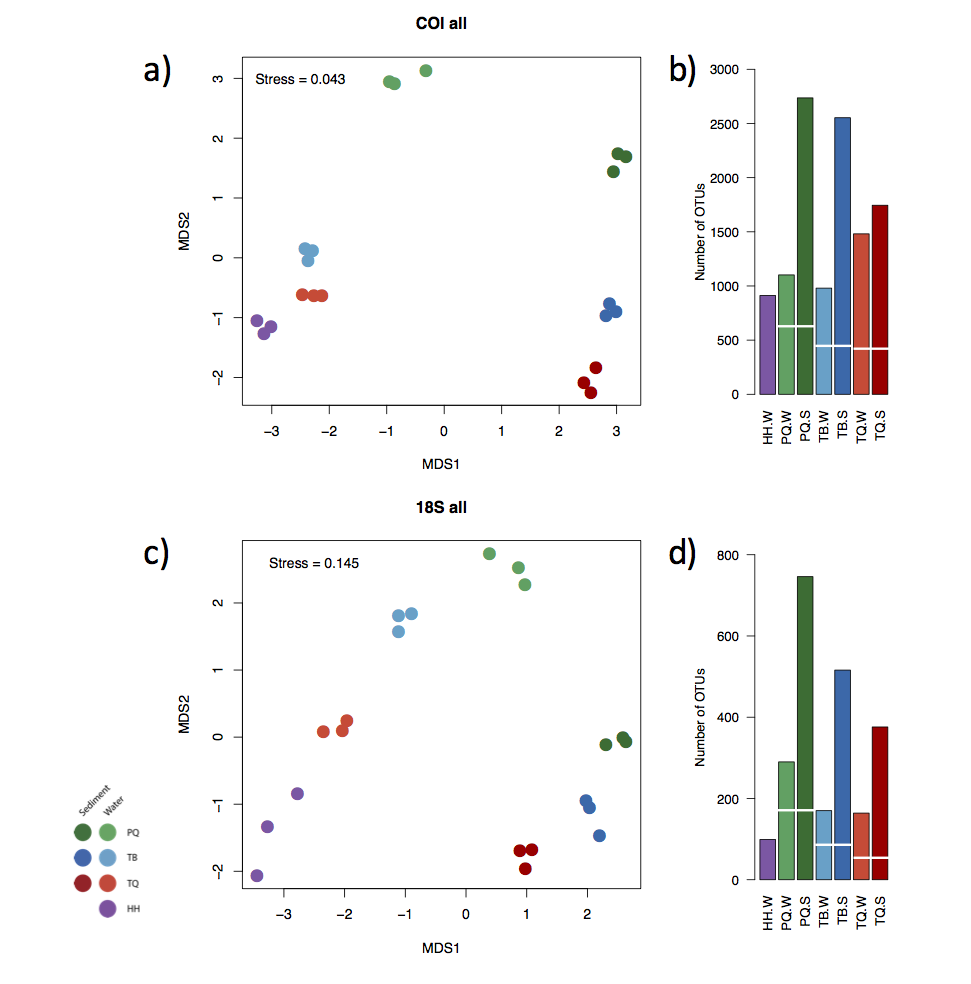 COI all
a)
Stress = 0.043
MDS2
3
2
1
0
−1
−2
−3 −2 −1 0 1 2 3
MDS1
b)
Number of OTUs
3000
2500
2000
1500
1000
500
0
HH.W PQ.W PQ.S TB.W TB.S TQ.W TQ.S
18S all
c)
Stress = 0.145
MDS2
2
1
0
−1
−2
−3 −2 −1 0 1 2
MDS1
d)
Number of OTUs
800
600
400
200
0
HH.W PQ.W PQ.S TB.W TB.S TQ.W TQ.S
Sediment Water
PQ
TB
TQ
HH